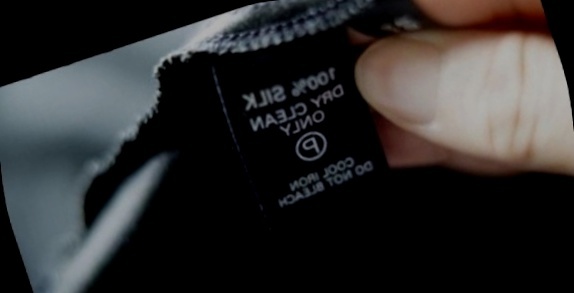 100% SILK
DRY CLEAN
ONLY
P
COOL IRON
DO NOT BLEACH